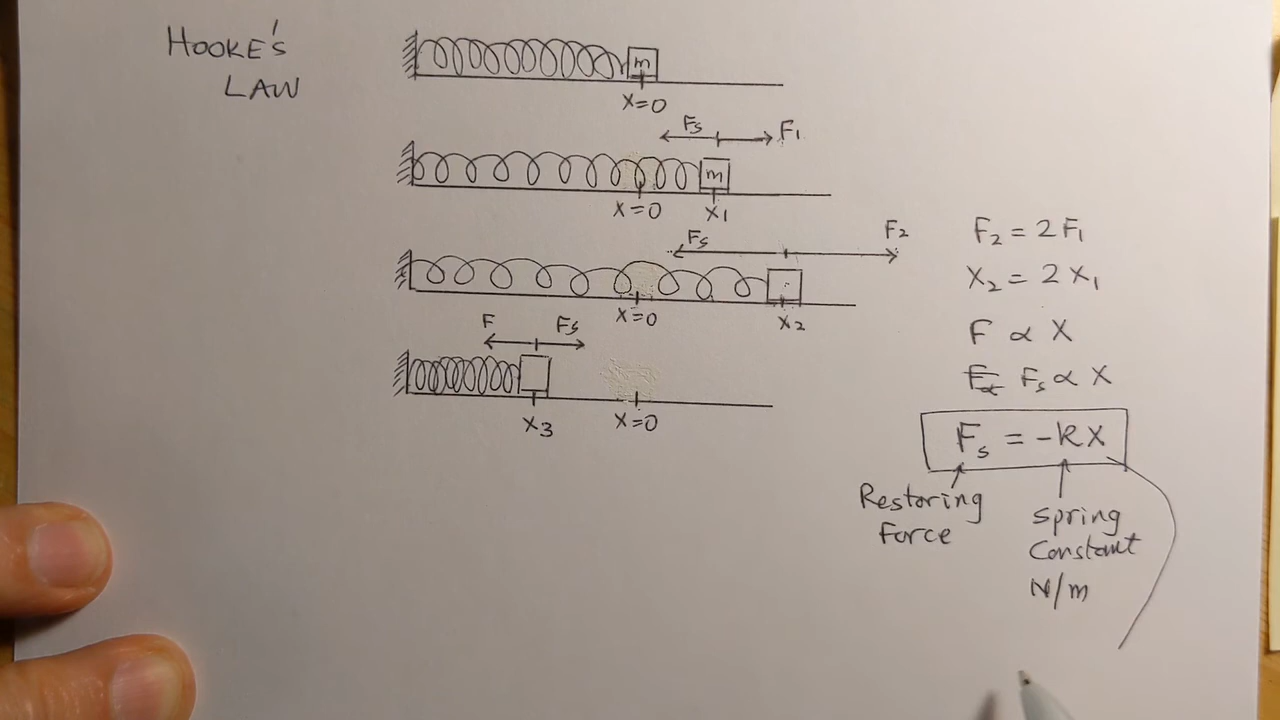 HOOKE'S
LAW
m
x=0
Fs F1
m
x=0 x1
Fs F2
x=0 x2
F Fs
x3 x=0
F2 = 2F1
x2 = 2x1
F ∝ x
Fs ∝ x
Fs = -kx
Restoring
Force
Spring
Constant
N/m